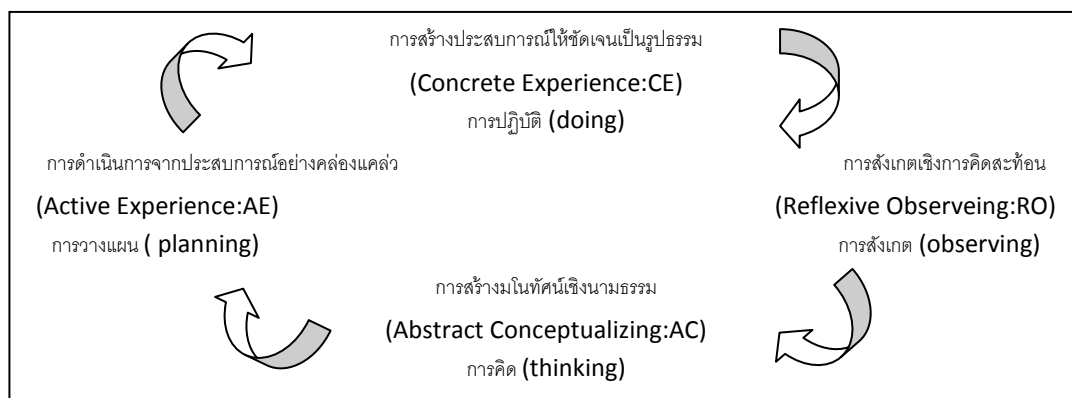 การสร้างประสบการณ์ให้ชัดเจนเป็นรูปธรรม
(Concrete Experience:CE)
การปฏิบัติ (doing)
การดำเนินการจากประสบการณ์อย่างคล่องแคล่ว
(Active Experience:AE)
การวางแผน ( planning)
การสังเกตเชิงการคิดสะท้อน
(Reflexive Observeing:RO)
การสังเกต (observing)
การสร้างมโนทัศน์เชิงนามธรรม
(Abstract Conceptualizing:AC)
การคิด (thinking)